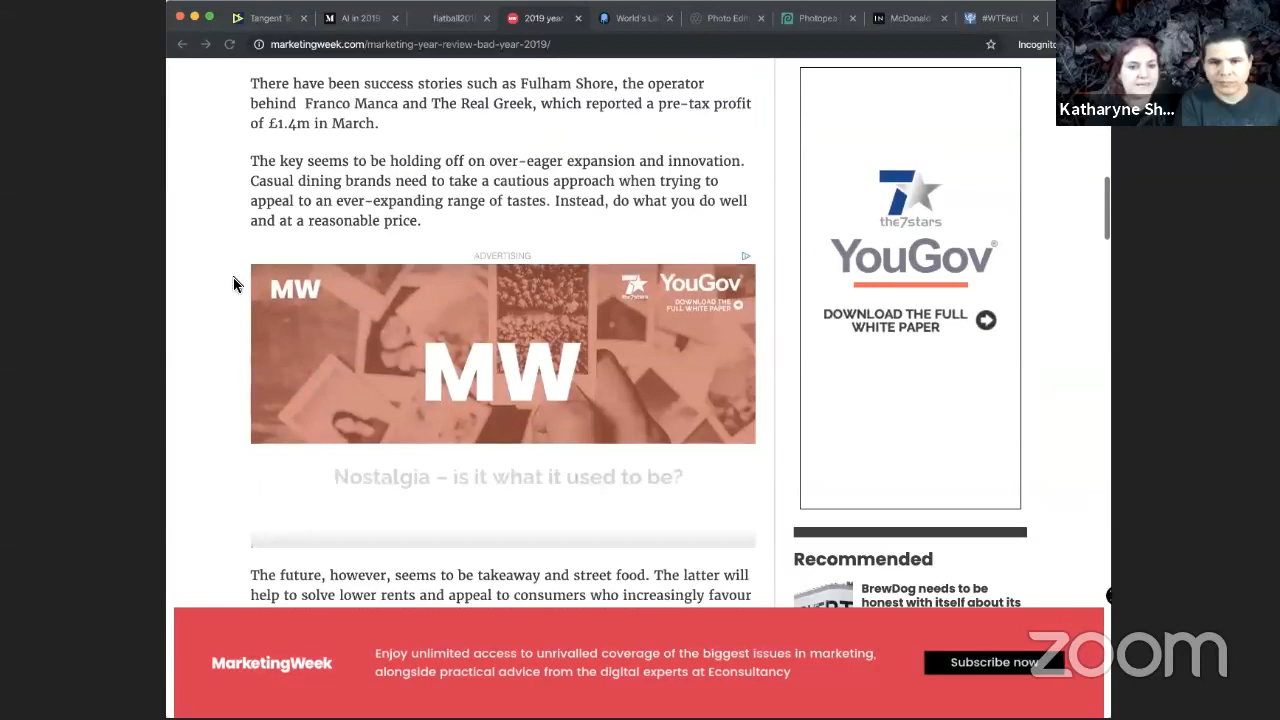 Tangent Te
AI in 2019
flatball201
2019 year
World's La
Photo Edit
Photopea
McDonald
#WTFact
marketingweek.com/marketing-year-review-bad-year-2019/
Incognito
Katharyne Sh...
There have been success stories such as Fulham Shore, the operator
behind Franco Manca and The Real Greek, which reported a pre-tax profit
of £1.4m in March.
The key seems to be holding off on over-eager expansion and innovation.
Casual dining brands need to take a cautious approach when trying to
appeal to an ever-expanding range of tastes. Instead, do what you do well
and at a reasonable price.
ADVERTISING
MW
7
YouGov
DOWNLOAD THE
FULL WHITE PAPER
MW
Nostalgia – is it what it used to be?
The future, however, seems to be takeaway and street food. The latter will
help to solve lower rents and appeal to consumers who increasingly favour
7
the7stars
YouGov®
DOWNLOAD THE FULL
WHITE PAPER
Recommended
BrewDog needs to be
honest with itself about its
MarketingWeek
Enjoy unlimited access to unrivalled coverage of the biggest issues in marketing,
alongside practical advice from the digital experts at Econsultancy
Subscribe now
zoom